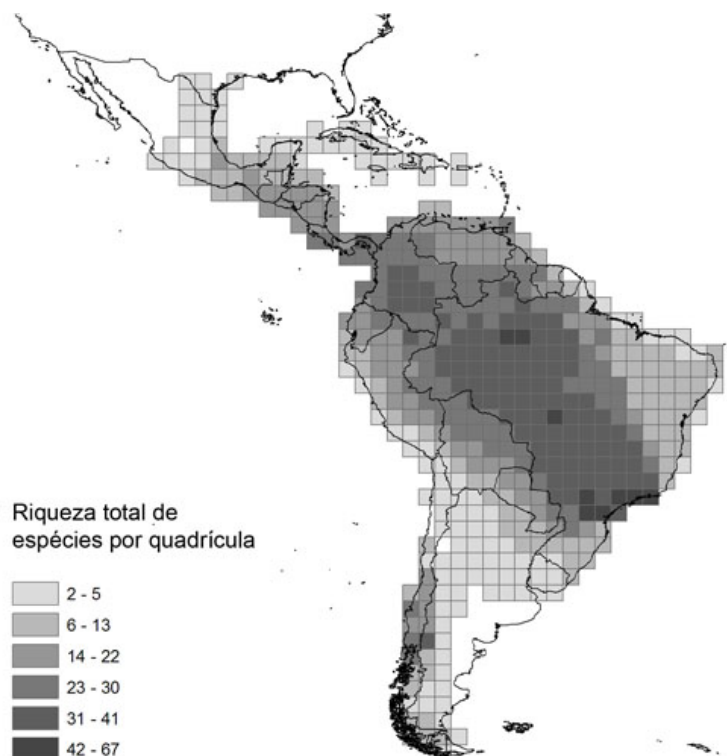 Riqueza total de
espécies por quadrícula
2 - 5
6 - 13
14 - 22
23 - 30
31 - 41
42 - 67